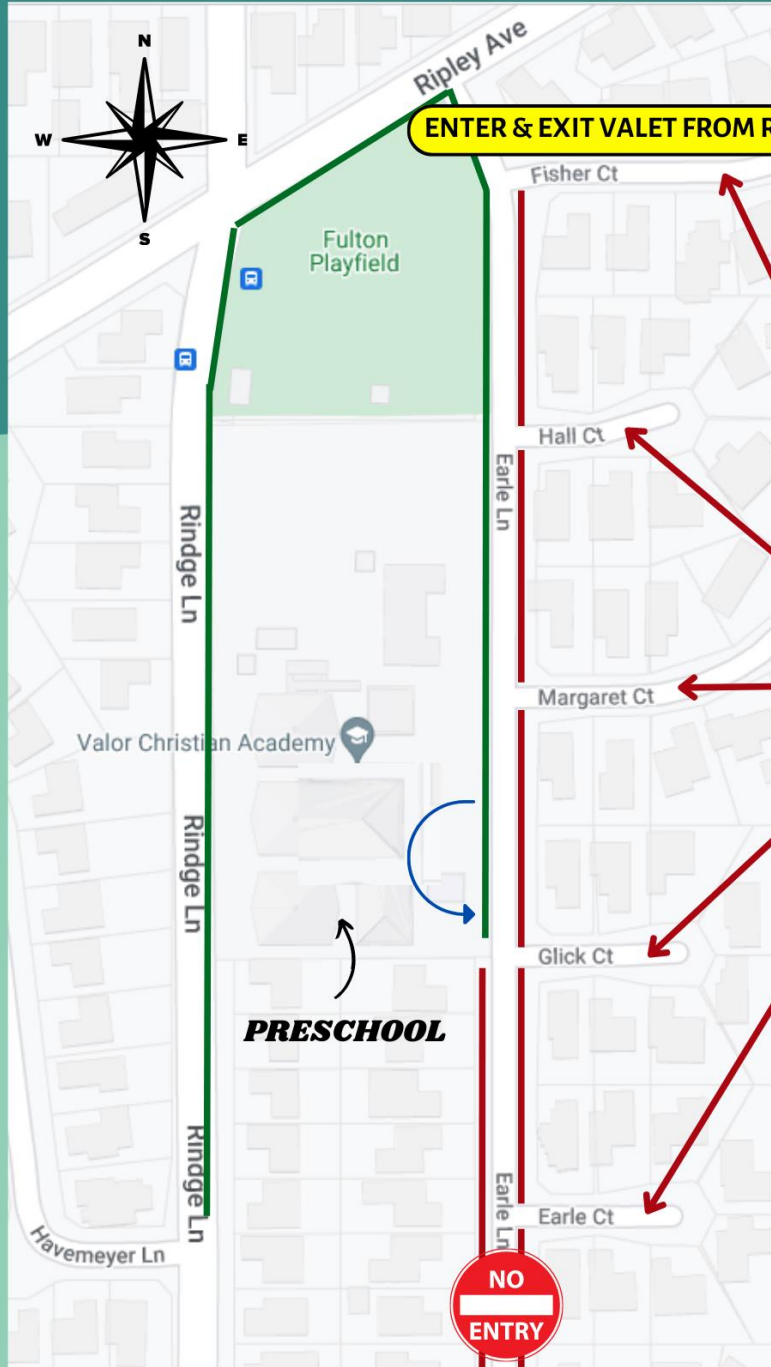 N
W
E
S
Ripley Ave
ENTER & EXIT VALET FROM R
Fisher Ct
Fulton
Playfield
Hall Ct
Earle Ln
Rindge Ln
Margaret Ct
Valor Christian Academy
Rindge Ln
Glick Ct
PRESCHOOL
Rindge Ln
Earle Ln
Earle Ct
Havemeyer Ln
NO
ENTRY